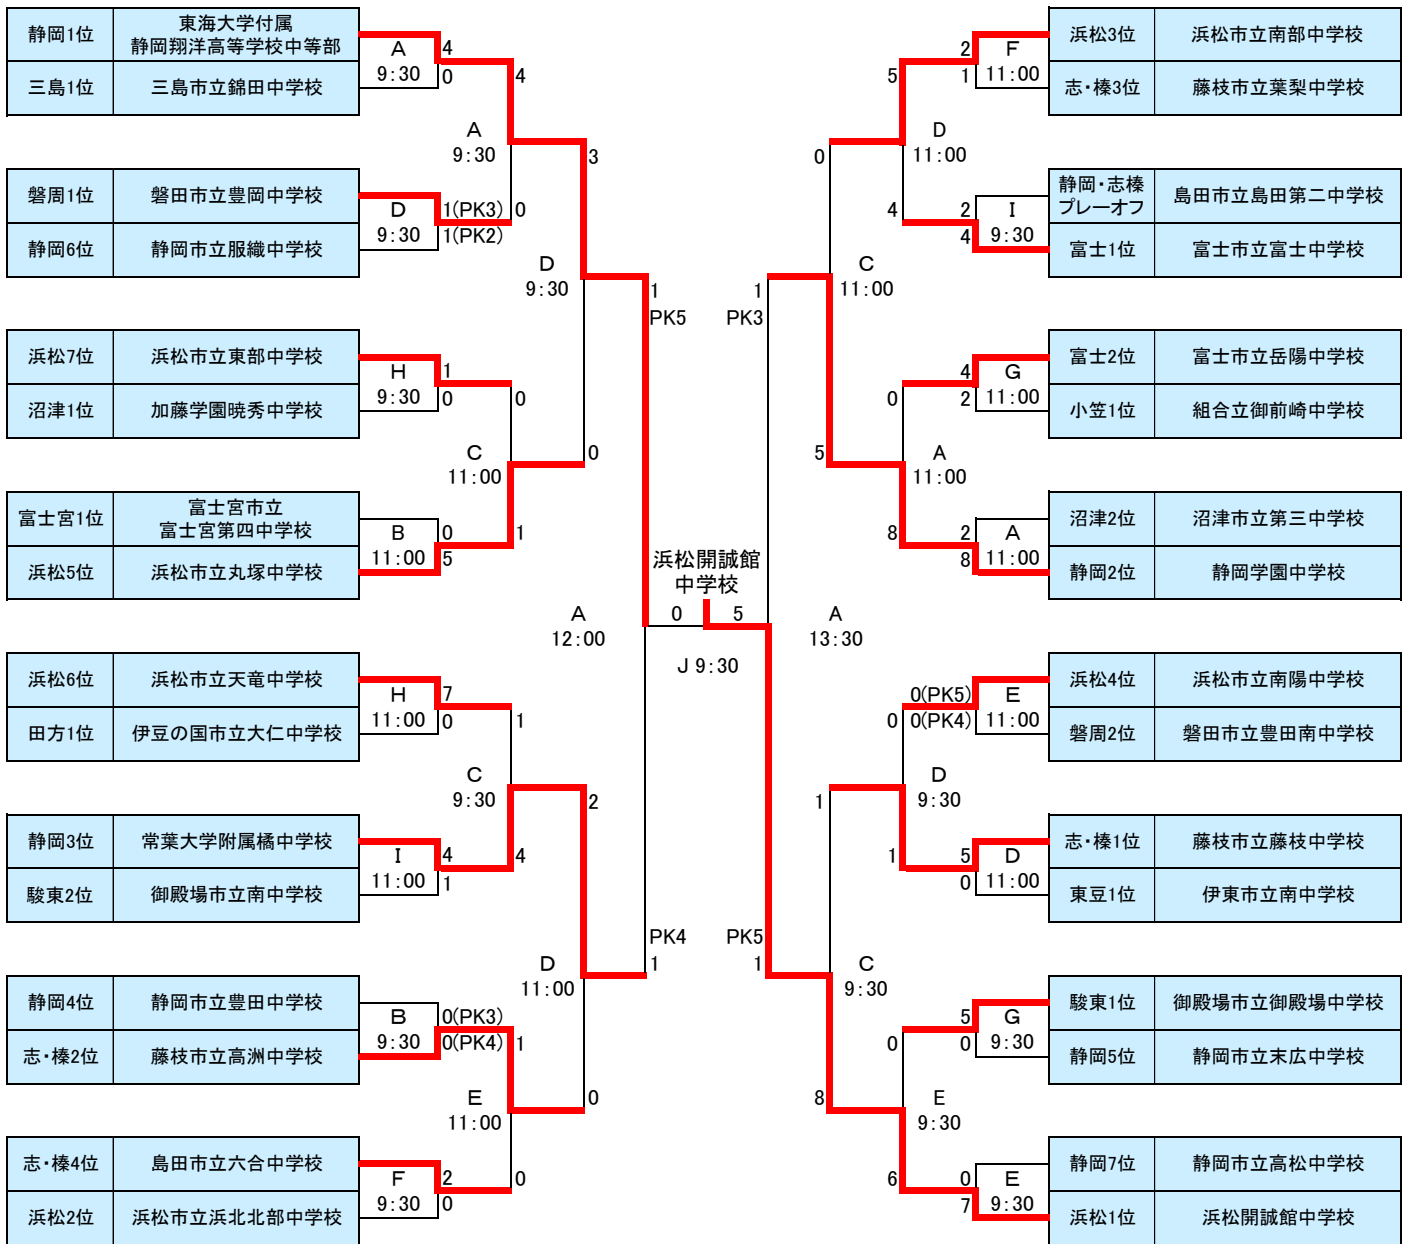 静岡1位
東海大学付属
静岡翔洋高等学校中等部
三島1位
三島市立錦田中学校
磐周1位
磐田市立豊岡中学校
静岡6位
静岡市立服織中学校
浜松7位
浜松市立東部中学校
沼津1位
加藤学園暁秀中学校
富士宮1位
富士宮市立
富士宮第四中学校
浜松5位
浜松市立丸塚中学校
浜松6位
浜松市立天竜中学校
田方1位
伊豆の国市立大仁中学校
静岡3位
常葉大学附属橘中学校
駿東2位
御殿場市立南中学校
静岡4位
静岡市立豊田中学校
志・榛2位
藤枝市立高洲中学校
志・榛4位
島田市立六合中学校
浜松2位
浜松市立浜北北部中学校
A
9:30
4
0
D
9:30
1(PK3)
1(PK2)
H
9:30
1
0
B
11:00
0
5
H
11:00
7
0
I
11:00
4
1
B
9:30
0(PK3)
0(PK4)
F
9:30
2
0
4
A
9:30
0
0
C
11:00
1
1
C
9:30
4
1
E
11:00
0
3
D
9:30
0
2
D
11:00
0
1
PK5
A
12:00
PK4
1
浜松開誠館
中学校
0
5
J 9:30
1
PK3
A
13:30
PK5
1
0
C
11:00
5
1
C
9:30
8
5
D
11:00
4
0
A
11:00
8
0
D
9:30
1
0
E
9:30
6
2
1
F
11:00
2
4
I
9:30
4
2
G
11:00
2
8
A
11:00
0(PK5)
0(PK4)
E
11:00
5
0
D
11:00
5
0
G
9:30
0
7
E
9:30
浜松3位
浜松市立南部中学校
志・榛3位
藤枝市立葉梨中学校
静岡・志榛
プレーオフ
島田市立島田第二中学校
富士1位
富士市立富士中学校
富士2位
富士市立岳陽中学校
小笠1位
組合立御前崎中学校
沼津2位
沼津市立第三中学校
静岡2位
静岡学園中学校
浜松4位
浜松市立南陽中学校
磐周2位
磐田市立豊田南中学校
志・榛1位
藤枝市立藤枝中学校
東豆1位
伊東市立南中学校
駿東1位
御殿場市立御殿場中学校
静岡5位
静岡市立末広中学校
静岡7位
静岡市立高松中学校
浜松1位
浜松開誠館中学校